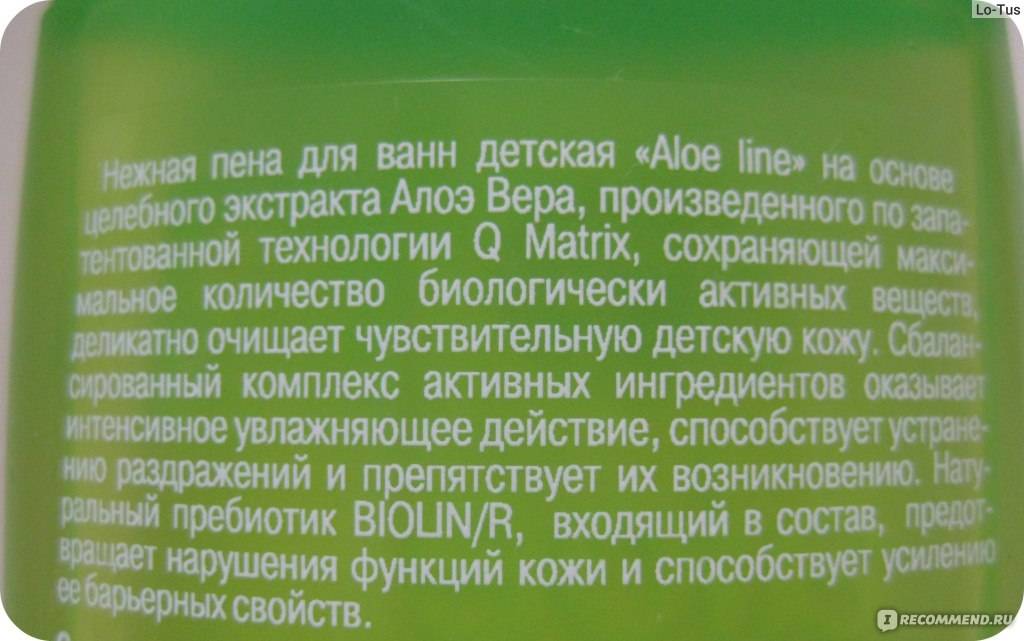 Lo-Tus
Нежная пена для ванн детская «Aloe line» на основе
целебного экстракта Алоэ Вера, произведенного по запа-
тентованной технологии Q Matrix, сохраняющей макси-
мальное количество биологически активных веществ,
деликатно очищает чувствительную детскую кожу. Сбалан-
сированный комплекс активных ингредиентов оказывает
интенсивное увлажняющее действие, способствует устране-
нию раздражений и препятствует их возникновению. Нату-
ральный пребиотик BIOLIN/R, входящий в состав, предот-
вращает нарушения функций кожи и способствует усилению
ее барьерных свойств.
I RECOMMEND.RU